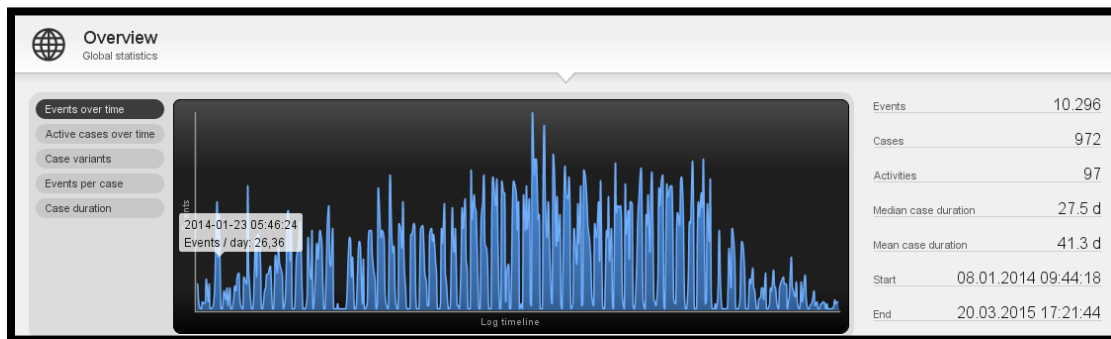 Overview
Global statistics
Events over time
Active cases over time
Case variants
Events per case
Case duration
2014-01-23 05:46:24
Events / day: 26,36
Log timeline
Events 10.296
Cases 972
Activities 97
Median case duration 27.5 d
Mean case duration 41.3 d
Start 08.01.2014 09:44:18
End 20.03.2015 17:21:44